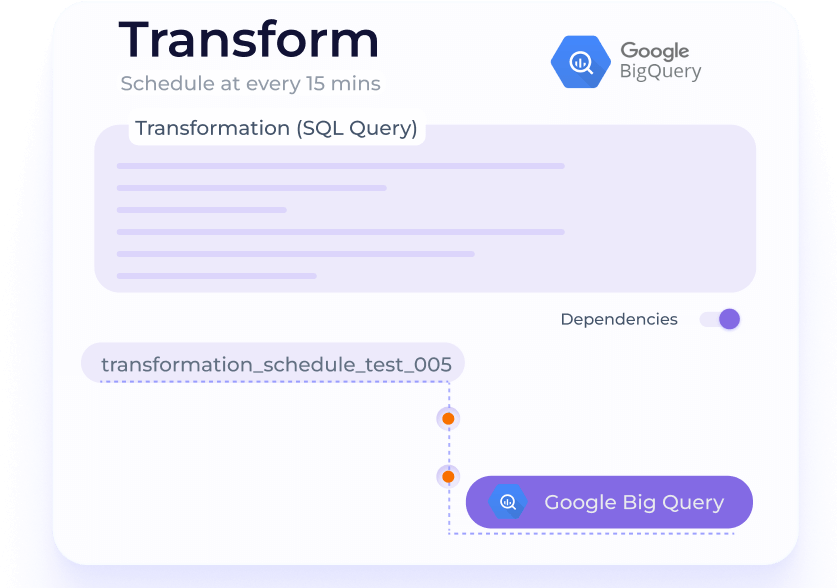 Transform
Schedule at every 15 mins
Google
BigQuery
Transformation (SQL Query)
Dependencies
transformation_schedule_test_005
Google Big Query